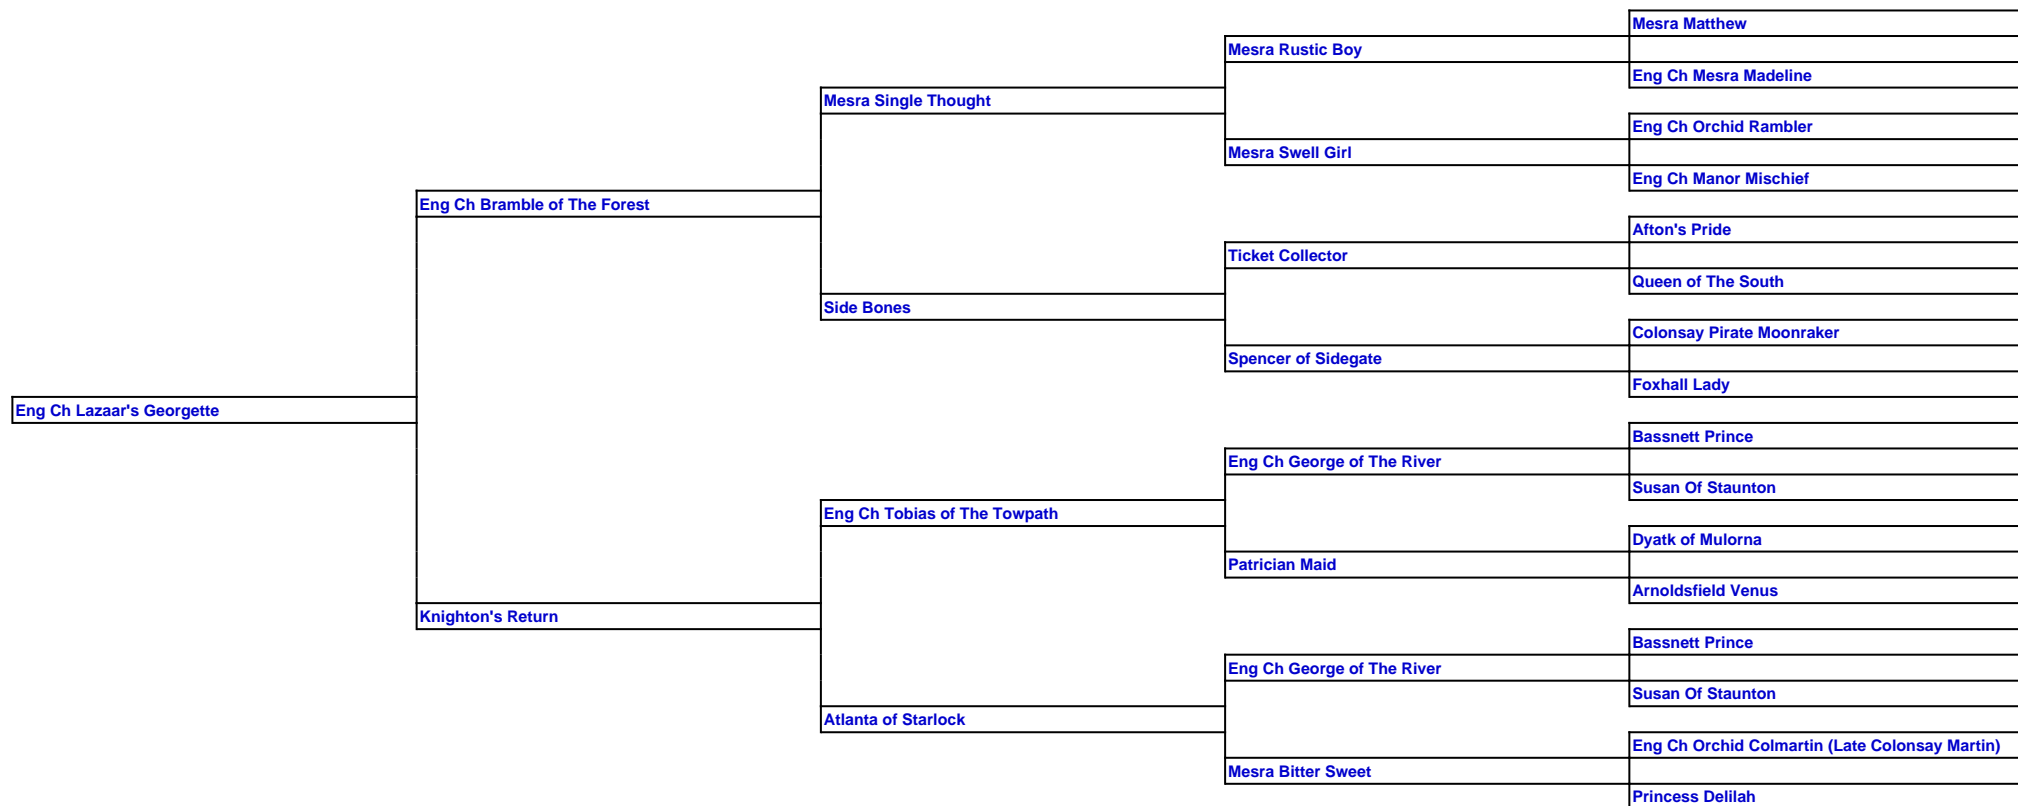 Mesra Matthew
Mesra Rustic Boy
Eng Ch Mesra Madeline
Mesra Single Thought
Eng Ch Orchid Rambler
Mesra Swell Girl
Eng Ch Manor Mischief
Eng Ch Bramble of The Forest
Afton's Pride
Ticket Collector
Queen of The South
Side Bones
Colonsay Pirate Moonraker
Spencer of Sidegate
Foxhall Lady
Eng Ch Lazaar's Georgette
Bassnett Prince
Eng Ch George of The River
Susan Of Staunton
Eng Ch Tobias of The Towpath
Dyatk of Mulorna
Patrician Maid
Arnoldsfield Venus
Knighton's Return
Bassnett Prince
Eng Ch George of The River
Susan Of Staunton
Atlanta of Starlock
Eng Ch Orchid Colmartin (Late Colonsay Martin)
Mesra Bitter Sweet
Princess Delilah